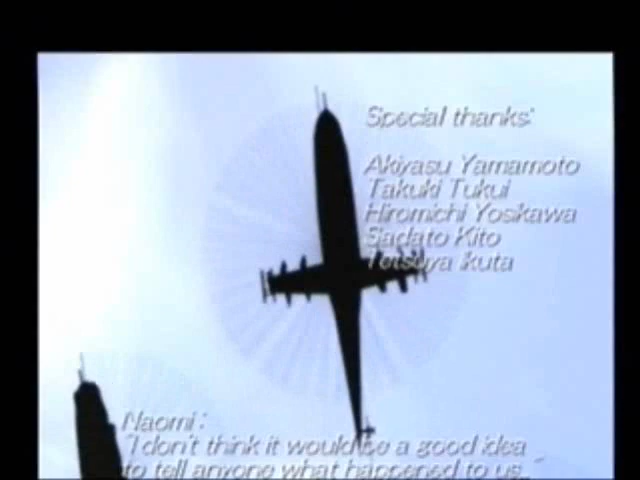 Special thanks:
Akiyasu Yamamoto
Takuki Tukui
Hiromichi Yosikawa
Sadato Kito
Tetsuya Ikuta
Naomi :
"I don't think it would be a good idea
to tell anyone what happened to us..."